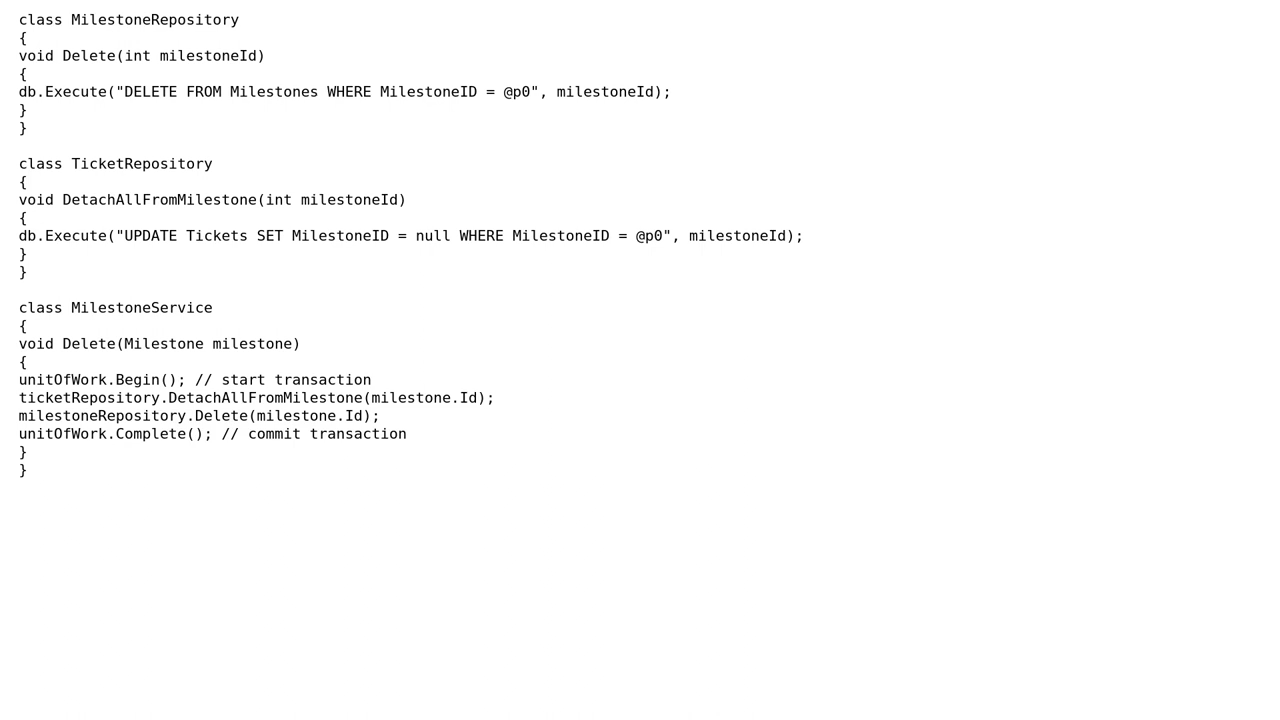 class MilestoneRepository
{
void Delete(int milestoneId)
{
db.Execute("DELETE FROM Milestones WHERE MilestoneID = @p0", milestoneId);
}
}

class TicketRepository
{
void DetachAllFromMilestone(int milestoneId)
{
db.Execute("UPDATE Tickets SET MilestoneID = null WHERE MilestoneID = @p0", milestoneId);
}
}

class MilestoneService
{
void Delete(Milestone milestone)
{
unitOfWork.Begin(); // start transaction
ticketRepository.DetachAllFromMilestone(milestone.Id);
milestoneRepository.Delete(milestone.Id);
unitOfWork.Complete(); // commit transaction
}
}